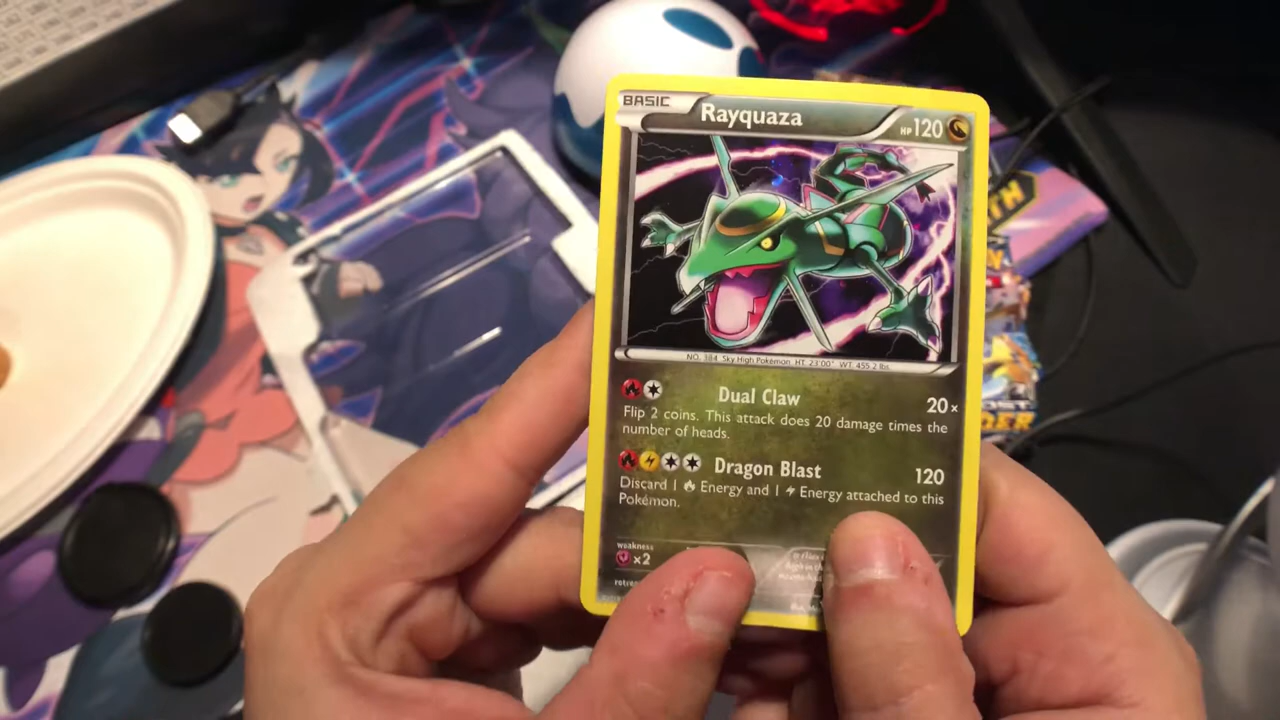 BASIC
Rayquaza
HP 120
NO. 384 Sky High Pokémon HT: 23'00" WT: 455.2 lbs.
Dual Claw 20×
Flip 2 coins. This attack does 20 damage times the
number of heads.
Dragon Blast 120
Discard 1 Energy and 1 Energy attached to this
Pokémon.
weakness
×2